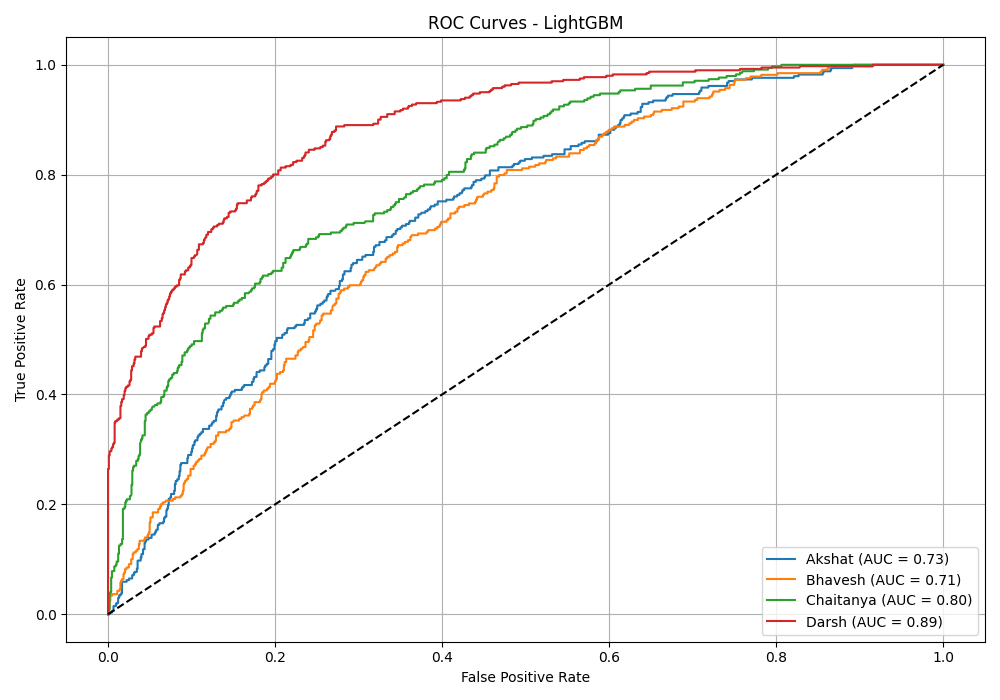 ROC Curves - LightGBM
True Positive Rate
1.0
0.8
0.6
0.4
0.2
0.0
0.0 0.2 0.4 0.6 0.8 1.0
False Positive Rate
Akshat (AUC = 0.73)
Bhavesh (AUC = 0.71)
Chaitanya (AUC = 0.80)
Darsh (AUC = 0.89)